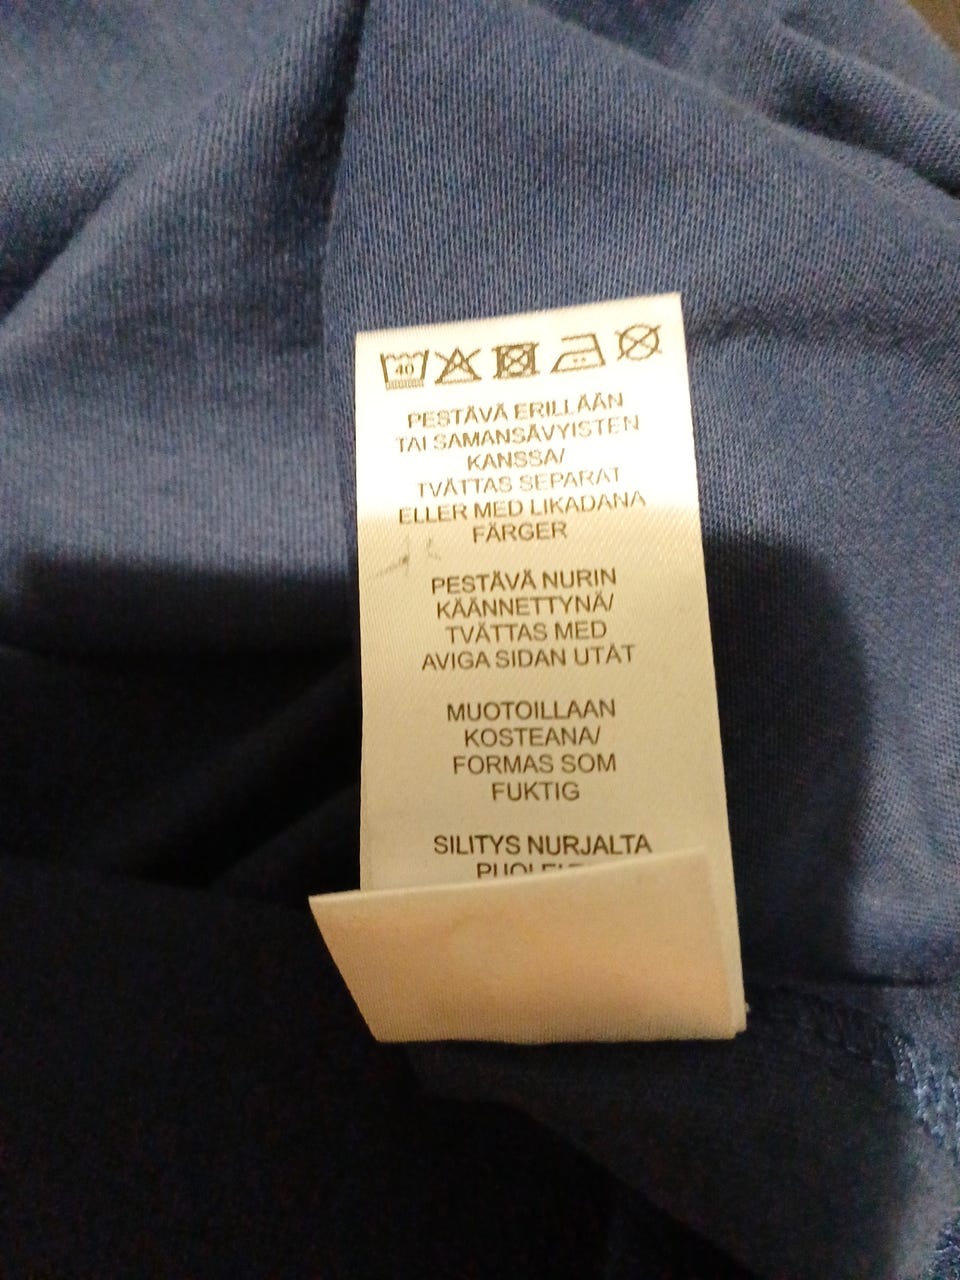 40
PESTÄVÄ ERILLÄÄN
TAI SAMANSÄVYISTEN
KANSSA/
TVÄTTAS SEPARAT
ELLER MED LIKADANA
FÄRGER
PESTÄVÄ NURIN
KÄÄNNETTYNÄ/
TVÄTTAS MED
AVIGA SIDAN UTÅT
MUOTOILLAAN
KOSTEANA/
FORMAS SOM
FUKTIG
SILITYS NURJALTA